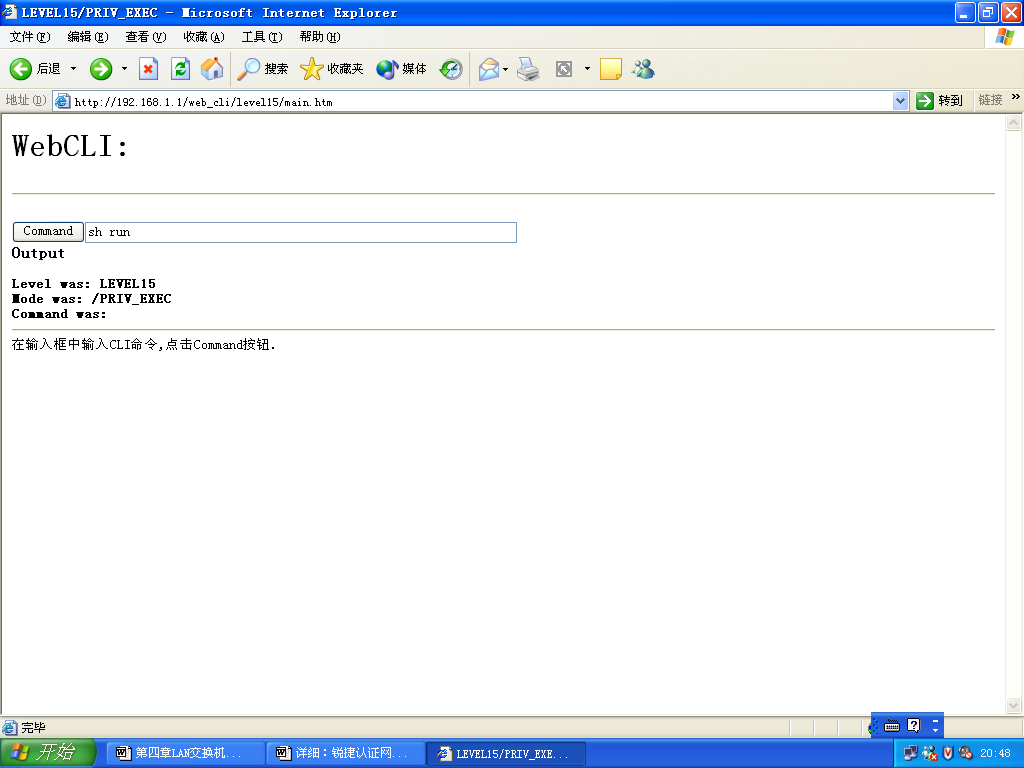 LEVEL15/PRIV_EXEC - Microsoft Internet Explorer
文件(F) 编辑(E) 查看(V) 收藏(A) 工具(T) 帮助(H)
后退 搜索 收藏夹 媒体
地址(D) http://192.168.1.1/web_cli/level15/main.htm 转到 链接 »
WebCLI:
Command sh run
Output
Level was: LEVEL15
Mode was: /PRIV_EXEC
Command was:
在输入框中输入CLI命令,点击Command按钮.
完毕
开始 第四章LAN交换机... 详细：锐捷认证网... LEVEL15/PRIV_EXE... 20:48